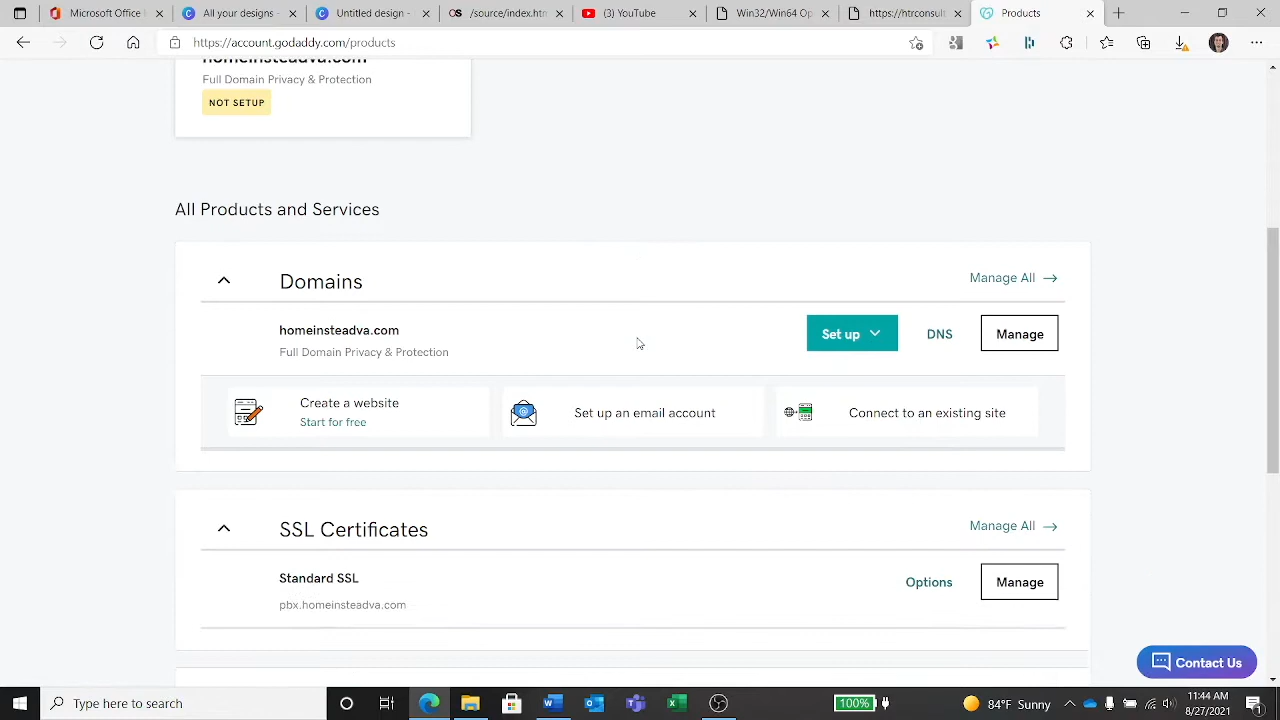 Microsoft Office I
All your designs
Untitled design -
OS
/source/index.htm
YouTube
Win32/Win64 Op
https://hrconsult
Products
https://account.godaddy.com/products
homeinsteadva.com
Full Domain Privacy & Protection
NOT SETUP
All Products and Services
Domains
Manage All →
homeinsteadva.com
Full Domain Privacy & Protection
Set up
DNS
Manage
Create a website
Start for free
Set up an email account
Connect to an existing site
SSL Certificates
Manage All →
Standard SSL
pbx.homeinsteadva.com
Options
Manage
Contact Us
Type here to search
100%
84°F Sunny
11:44 AM
8/27/2021